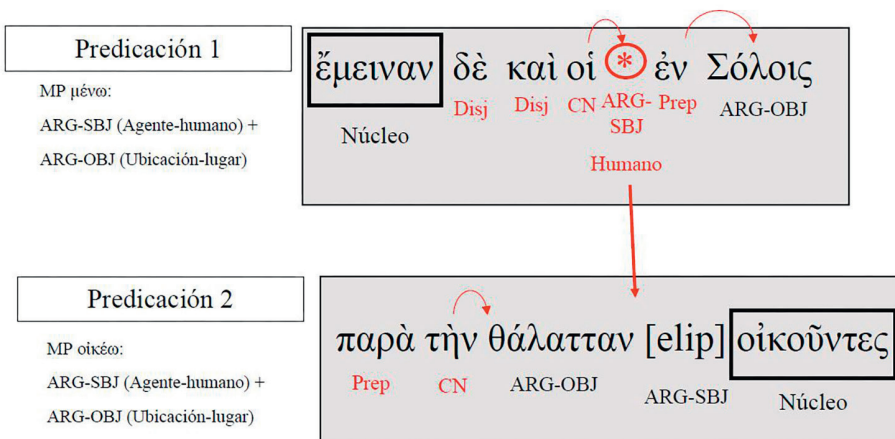 Predicación 1
MP μένω:
ARG-SBJ (Agente-humano) +
ARG-OBJ (Ubicación-lugar)
ἔμειναν δὲ καὶ οἱ * ἐν Σόλοις
Núcleo Disj Disj CN ARG-SBJ Prep ARG-OBJ
Humano
Predicación 2
MP οἰκέω:
ARG-SBJ (Agente-humano) +
ARG-OBJ (Ubicación-lugar)
παρὰ τὴν θάλατταν [elip] οἰκοῦντες
Prep CN ARG-OBJ ARG-SBJ Núcleo